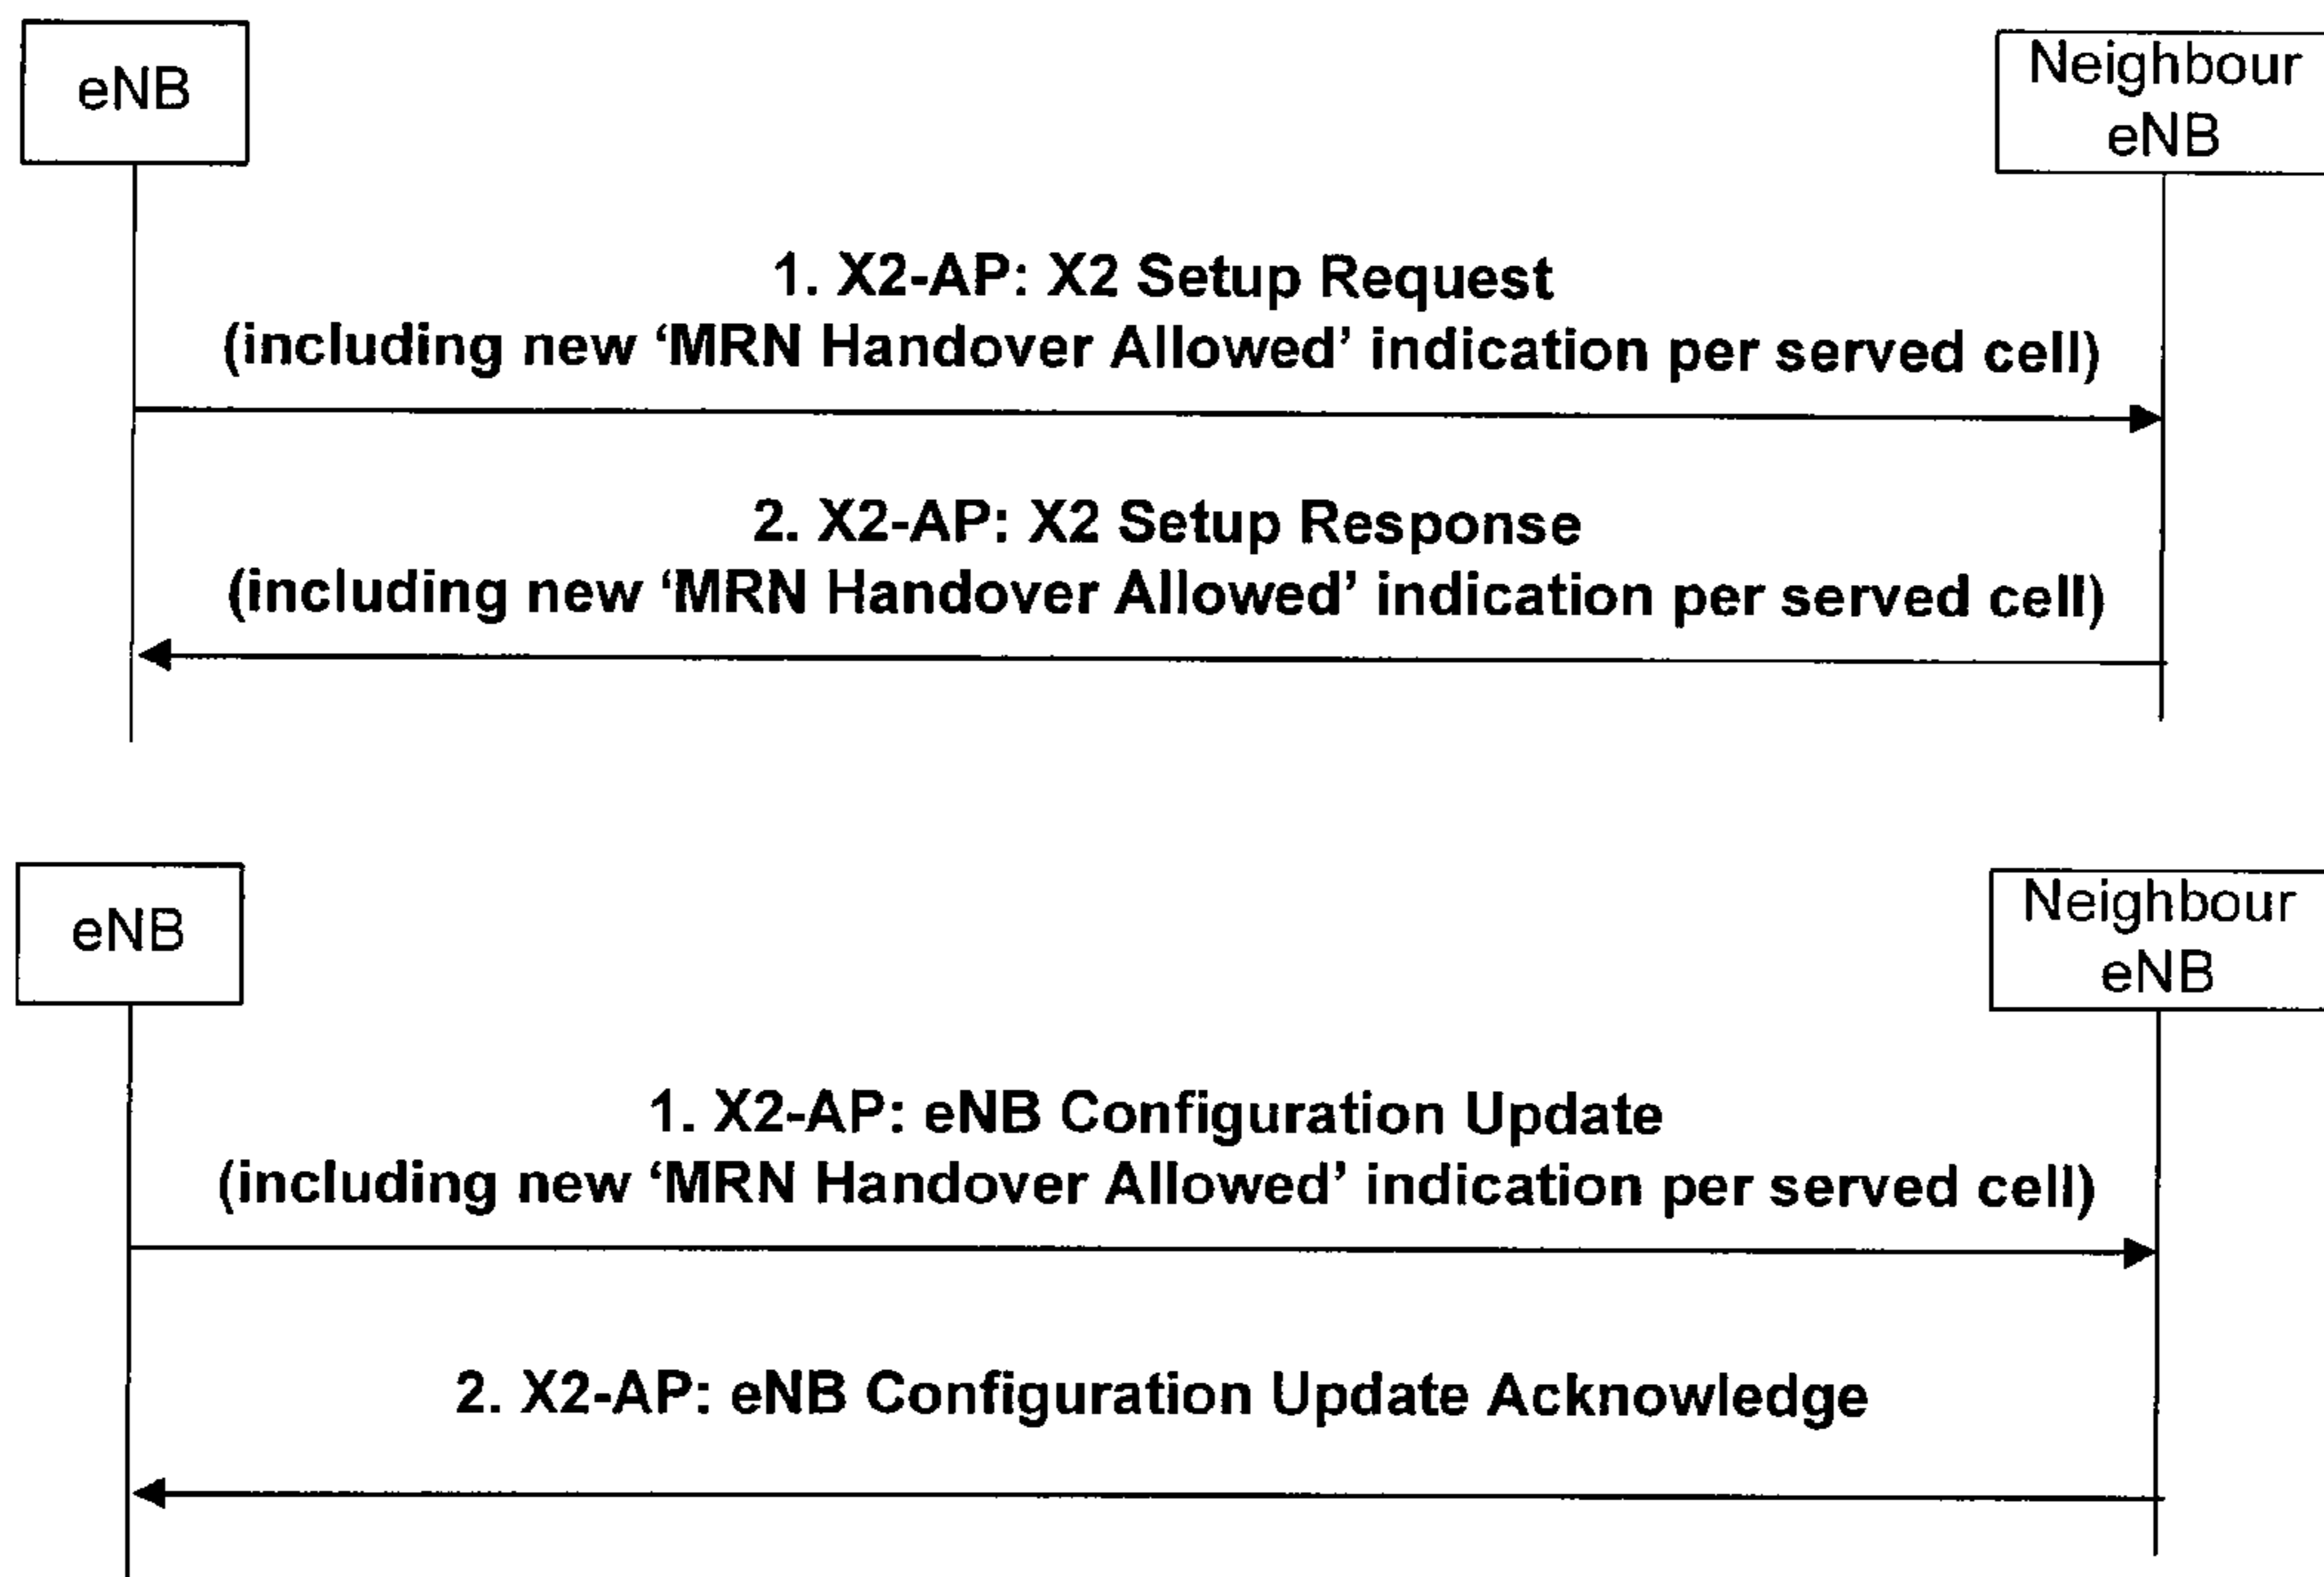 eNB
Neighbour
eNB
1. X2-AP: X2 Setup Request
(including new ‘MRN Handover Allowed’ indication per served cell)
2. X2-AP: X2 Setup Response
(including new ‘MRN Handover Allowed’ indication per served cell)
eNB
Neighbour
eNB
1. X2-AP: eNB Configuration Update
(including new ‘MRN Handover Allowed’ indication per served cell)
2. X2-AP: eNB Configuration Update Acknowledge